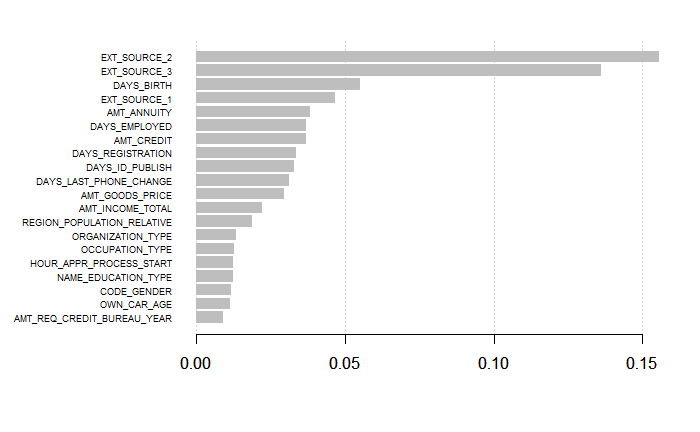 EXT_SOURCE_2
EXT_SOURCE_3
DAYS_BIRTH
EXT_SOURCE_1
AMT_ANNUITY
DAYS_EMPLOYED
AMT_CREDIT
DAYS_REGISTRATION
DAYS_ID_PUBLISH
DAYS_LAST_PHONE_CHANGE
AMT_GOODS_PRICE
AMT_INCOME_TOTAL
REGION_POPULATION_RELATIVE
ORGANIZATION_TYPE
OCCUPATION_TYPE
HOUR_APPR_PROCESS_START
NAME_EDUCATION_TYPE
CODE_GENDER
OWN_CAR_AGE
AMT_REQ_CREDIT_BUREAU_YEAR
0.00 0.05 0.10 0.15